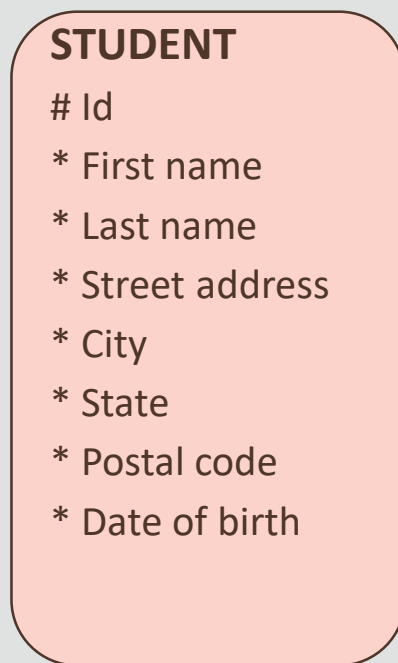 STUDENT
# Id
* First name
* Last name
* Street address
* City
* State
* Postal code
* Date of birth